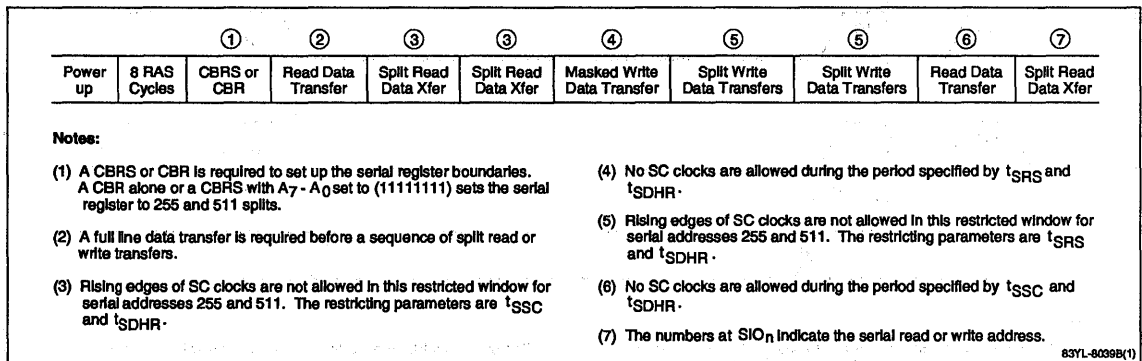 ① ② ③ ③ ④ ⑤ ⑤ ⑥ ⑦
Power up 8 RAS Cycles CBRS or CBR Read Data Transfer Split Read Data Xfer Split Read Data Xfer Masked Write Data Transfer Split Write Data Transfers Split Write Data Transfers Read Data Transfer Split Read Data Xfer
Notes:
(1) A CBRS or CBR is required to set up the serial register boundaries.
A CBR alone or a CBRS with A7 - A0 set to (11111111) sets the serial
register to 255 and 511 splits.
(2) A full line data transfer is required before a sequence of split read or
write transfers.
(3) Rising edges of SC clocks are not allowed in this restricted window for
serial addresses 255 and 511. The restricting parameters are tSSC
and tSDHR.
(4) No SC clocks are allowed during the period specified by tSRS and
tSDHR.
(5) Rising edges of SC clocks are not allowed in this restricted window for
serial addresses 255 and 511. The restricting parameters are tSRS
and tSDHR.
(6) No SC clocks are allowed during the period specified by tSSC and
tSDHR.
(7) The numbers at SIOn indicate the serial read or write address.
83YL-8039B(1)